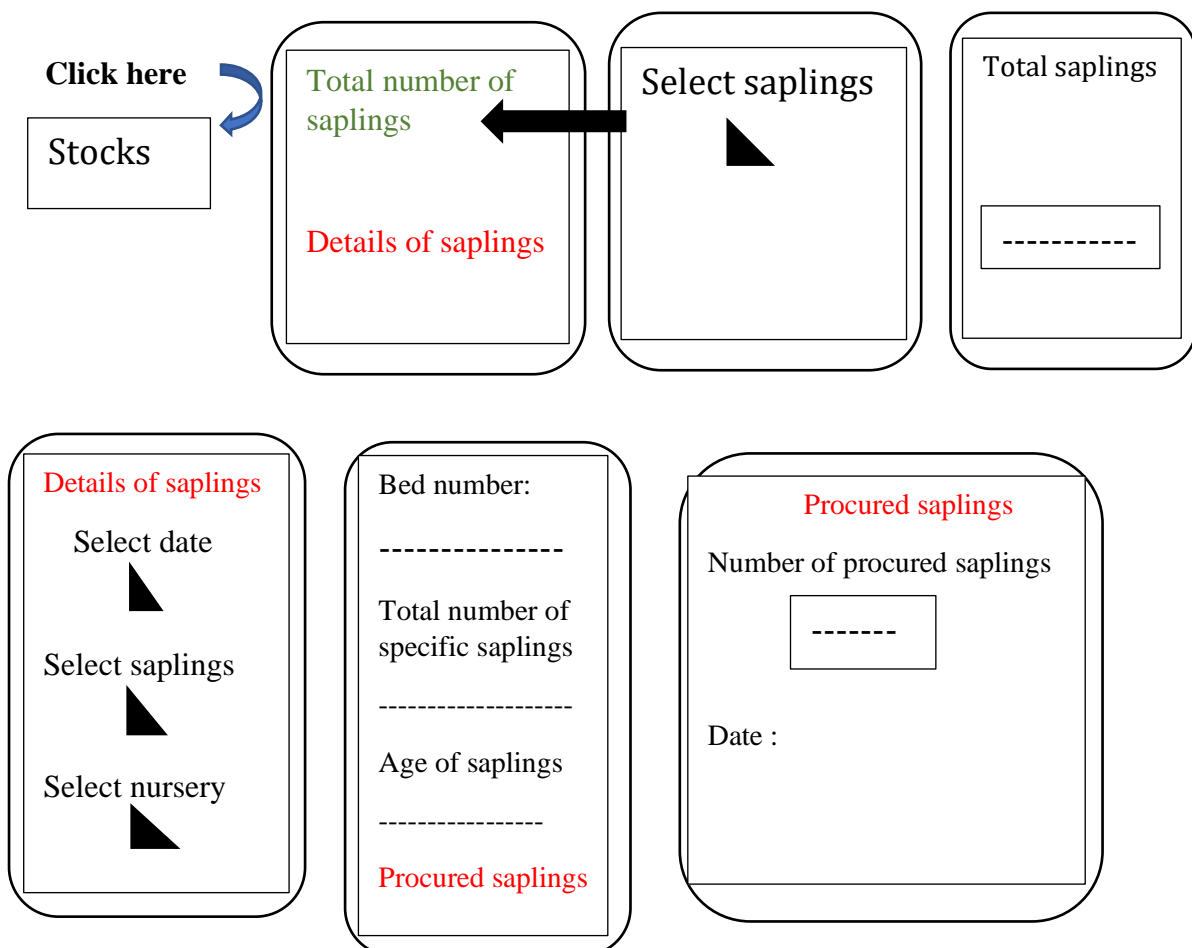 Click here
Stocks
Total number of
saplings
Details of saplings
Select saplings
Total saplings
-----------
Details of saplings
Select date
Select saplings
Select nursery
Bed number:
---------------
Total number of
specific saplings
--------------------
Age of saplings
-----------------
Procured saplings
Procured saplings
Number of procured saplings
-------
Date :